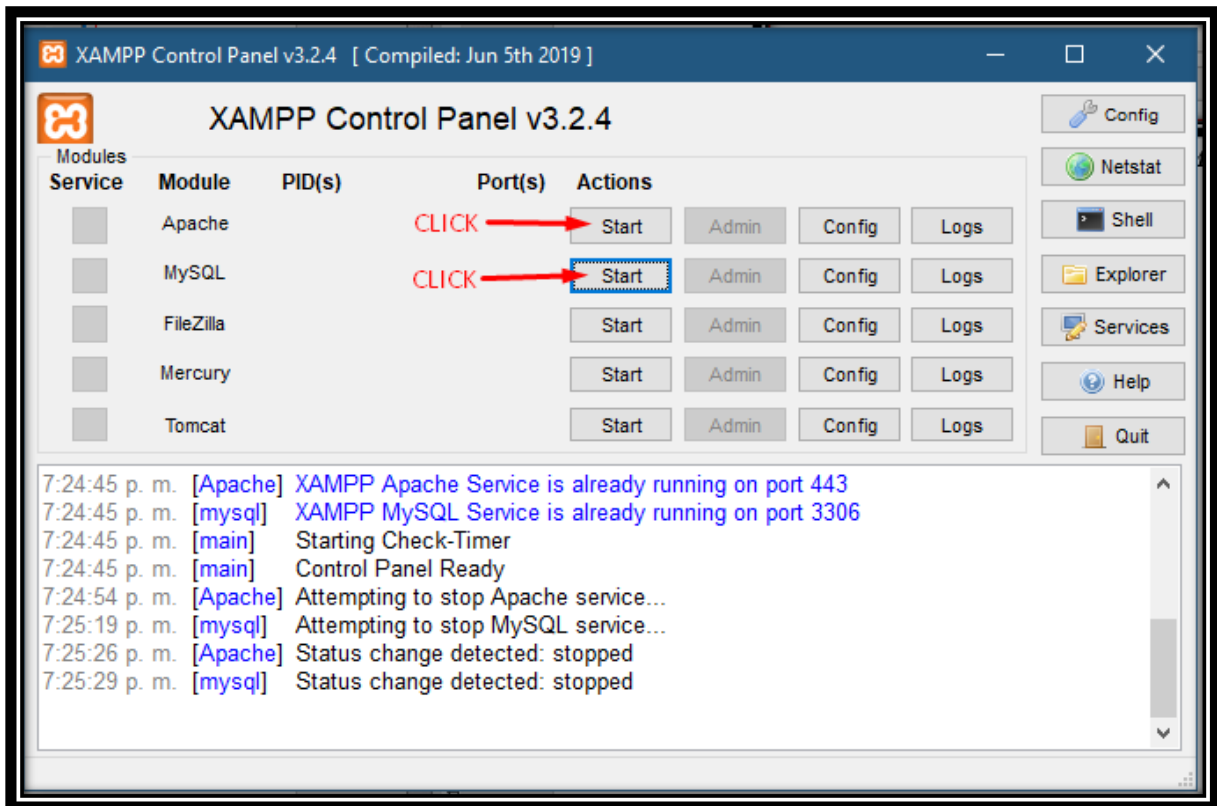 XAMPP Control Panel v3.2.4 [ Compiled: Jun 5th 2019 ]
XAMPP Control Panel v3.2.4
Config
Modules
Netstat
Service Module PID(s) Port(s) Actions
Apache CLICK Start Admin Config Logs
Shell
MySQL CLICK Start Admin Config Logs
Explorer
FileZilla Start Admin Config Logs
Services
Mercury Start Admin Config Logs
Help
Tomcat Start Admin Config Logs
Quit
7:24:45 p. m. [Apache] XAMPP Apache Service is already running on port 443
7:24:45 p. m. [mysql] XAMPP MySQL Service is already running on port 3306
7:24:45 p. m. [main] Starting Check-Timer
7:24:45 p. m. [main] Control Panel Ready
7:24:54 p. m. [Apache] Attempting to stop Apache service...
7:25:19 p. m. [mysql] Attempting to stop MySQL service...
7:25:26 p. m. [Apache] Status change detected: stopped
7:25:29 p. m. [mysql] Status change detected: stopped